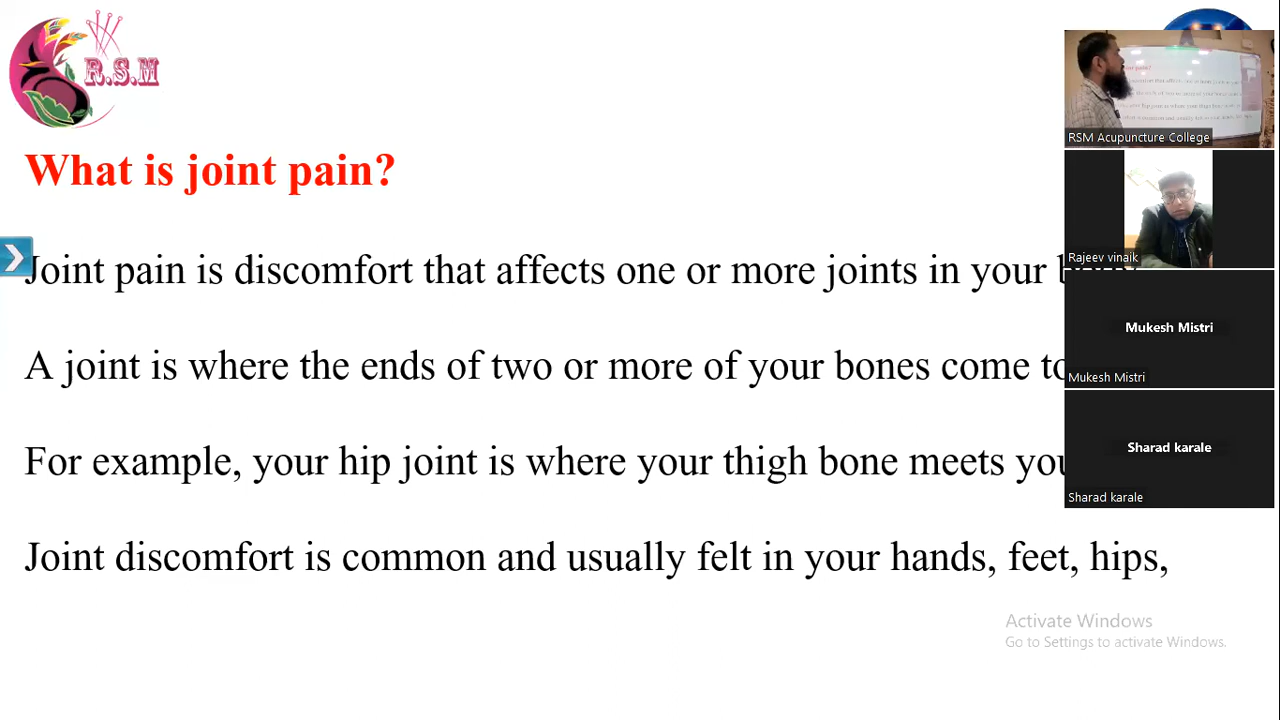 R.S.M
What is joint pain?
Joint pain is discomfort that affects one or more joints in your
A joint is where the ends of two or more of your bones come to
For example, your hip joint is where your thigh bone meets you
Joint discomfort is common and usually felt in your hands, feet, hips,
RSM Acupuncture College
Rajeev vinaik
Mukesh Mistri
Mukesh Mistri
Sharad karale
Sharad karale
Activate Windows
Go to Settings to activate Windows.